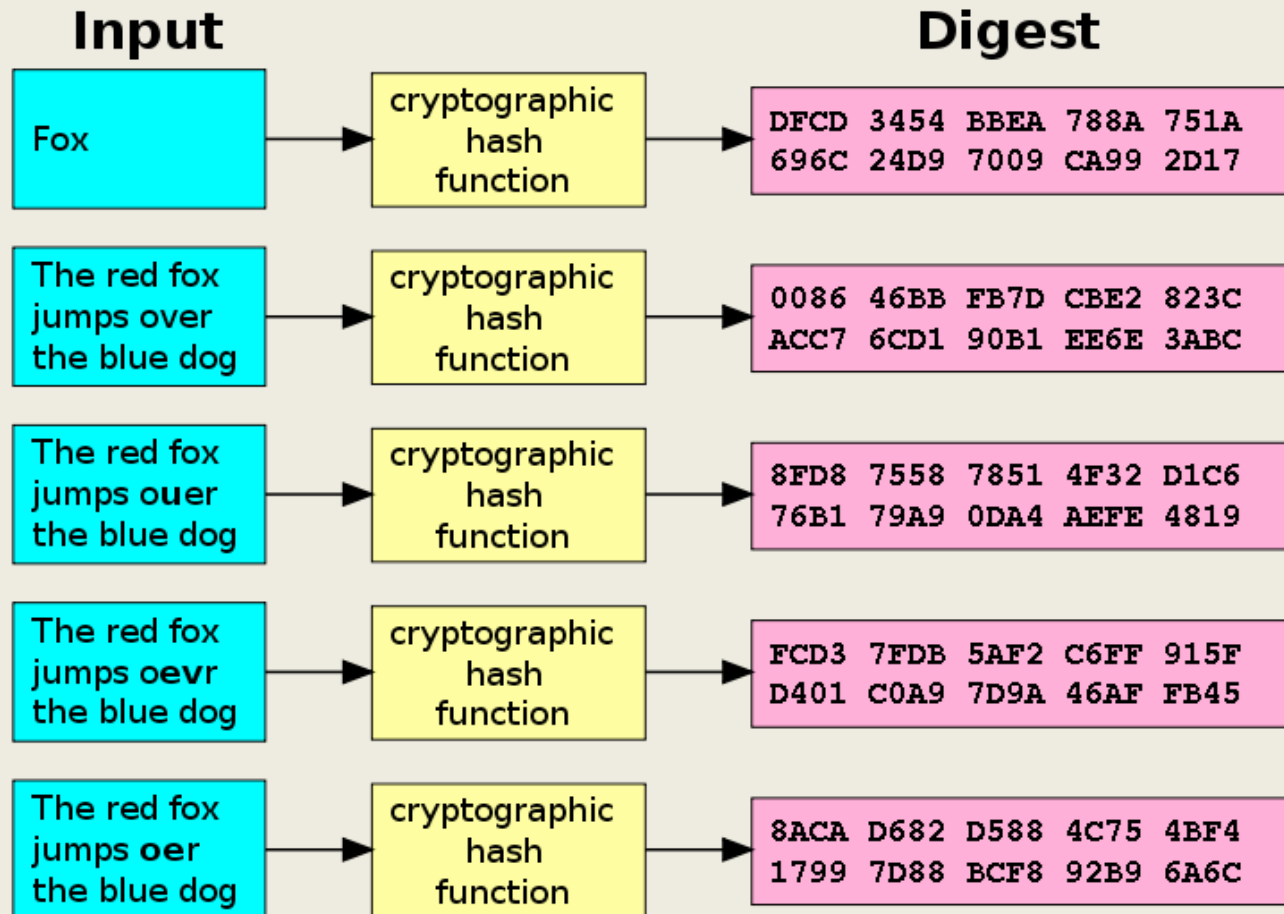 Input
Digest
Fox
cryptographic
hash
function
DFCD 3454 BBEA 788A 751A
696C 24D9 7009 CA99 2D17
The red fox
jumps over
the blue dog
cryptographic
hash
function
0086 46BB FB7D CBE2 823C
ACC7 6CD1 90B1 EE6E 3ABC
The red fox
jumps ouer
the blue dog
cryptographic
hash
function
8FD8 7558 7851 4F32 D1C6
76B1 79A9 0DA4 AEFE 4819
The red fox
jumps oevr
the blue dog
cryptographic
hash
function
FCD3 7FDB 5AF2 C6FF 915F
D401 C0A9 7D9A 46AF FB45
The red fox
jumps oer
the blue dog
cryptographic
hash
function
8ACA D682 D588 4C75 4BF4
1799 7D88 BCF8 92B9 6A6C